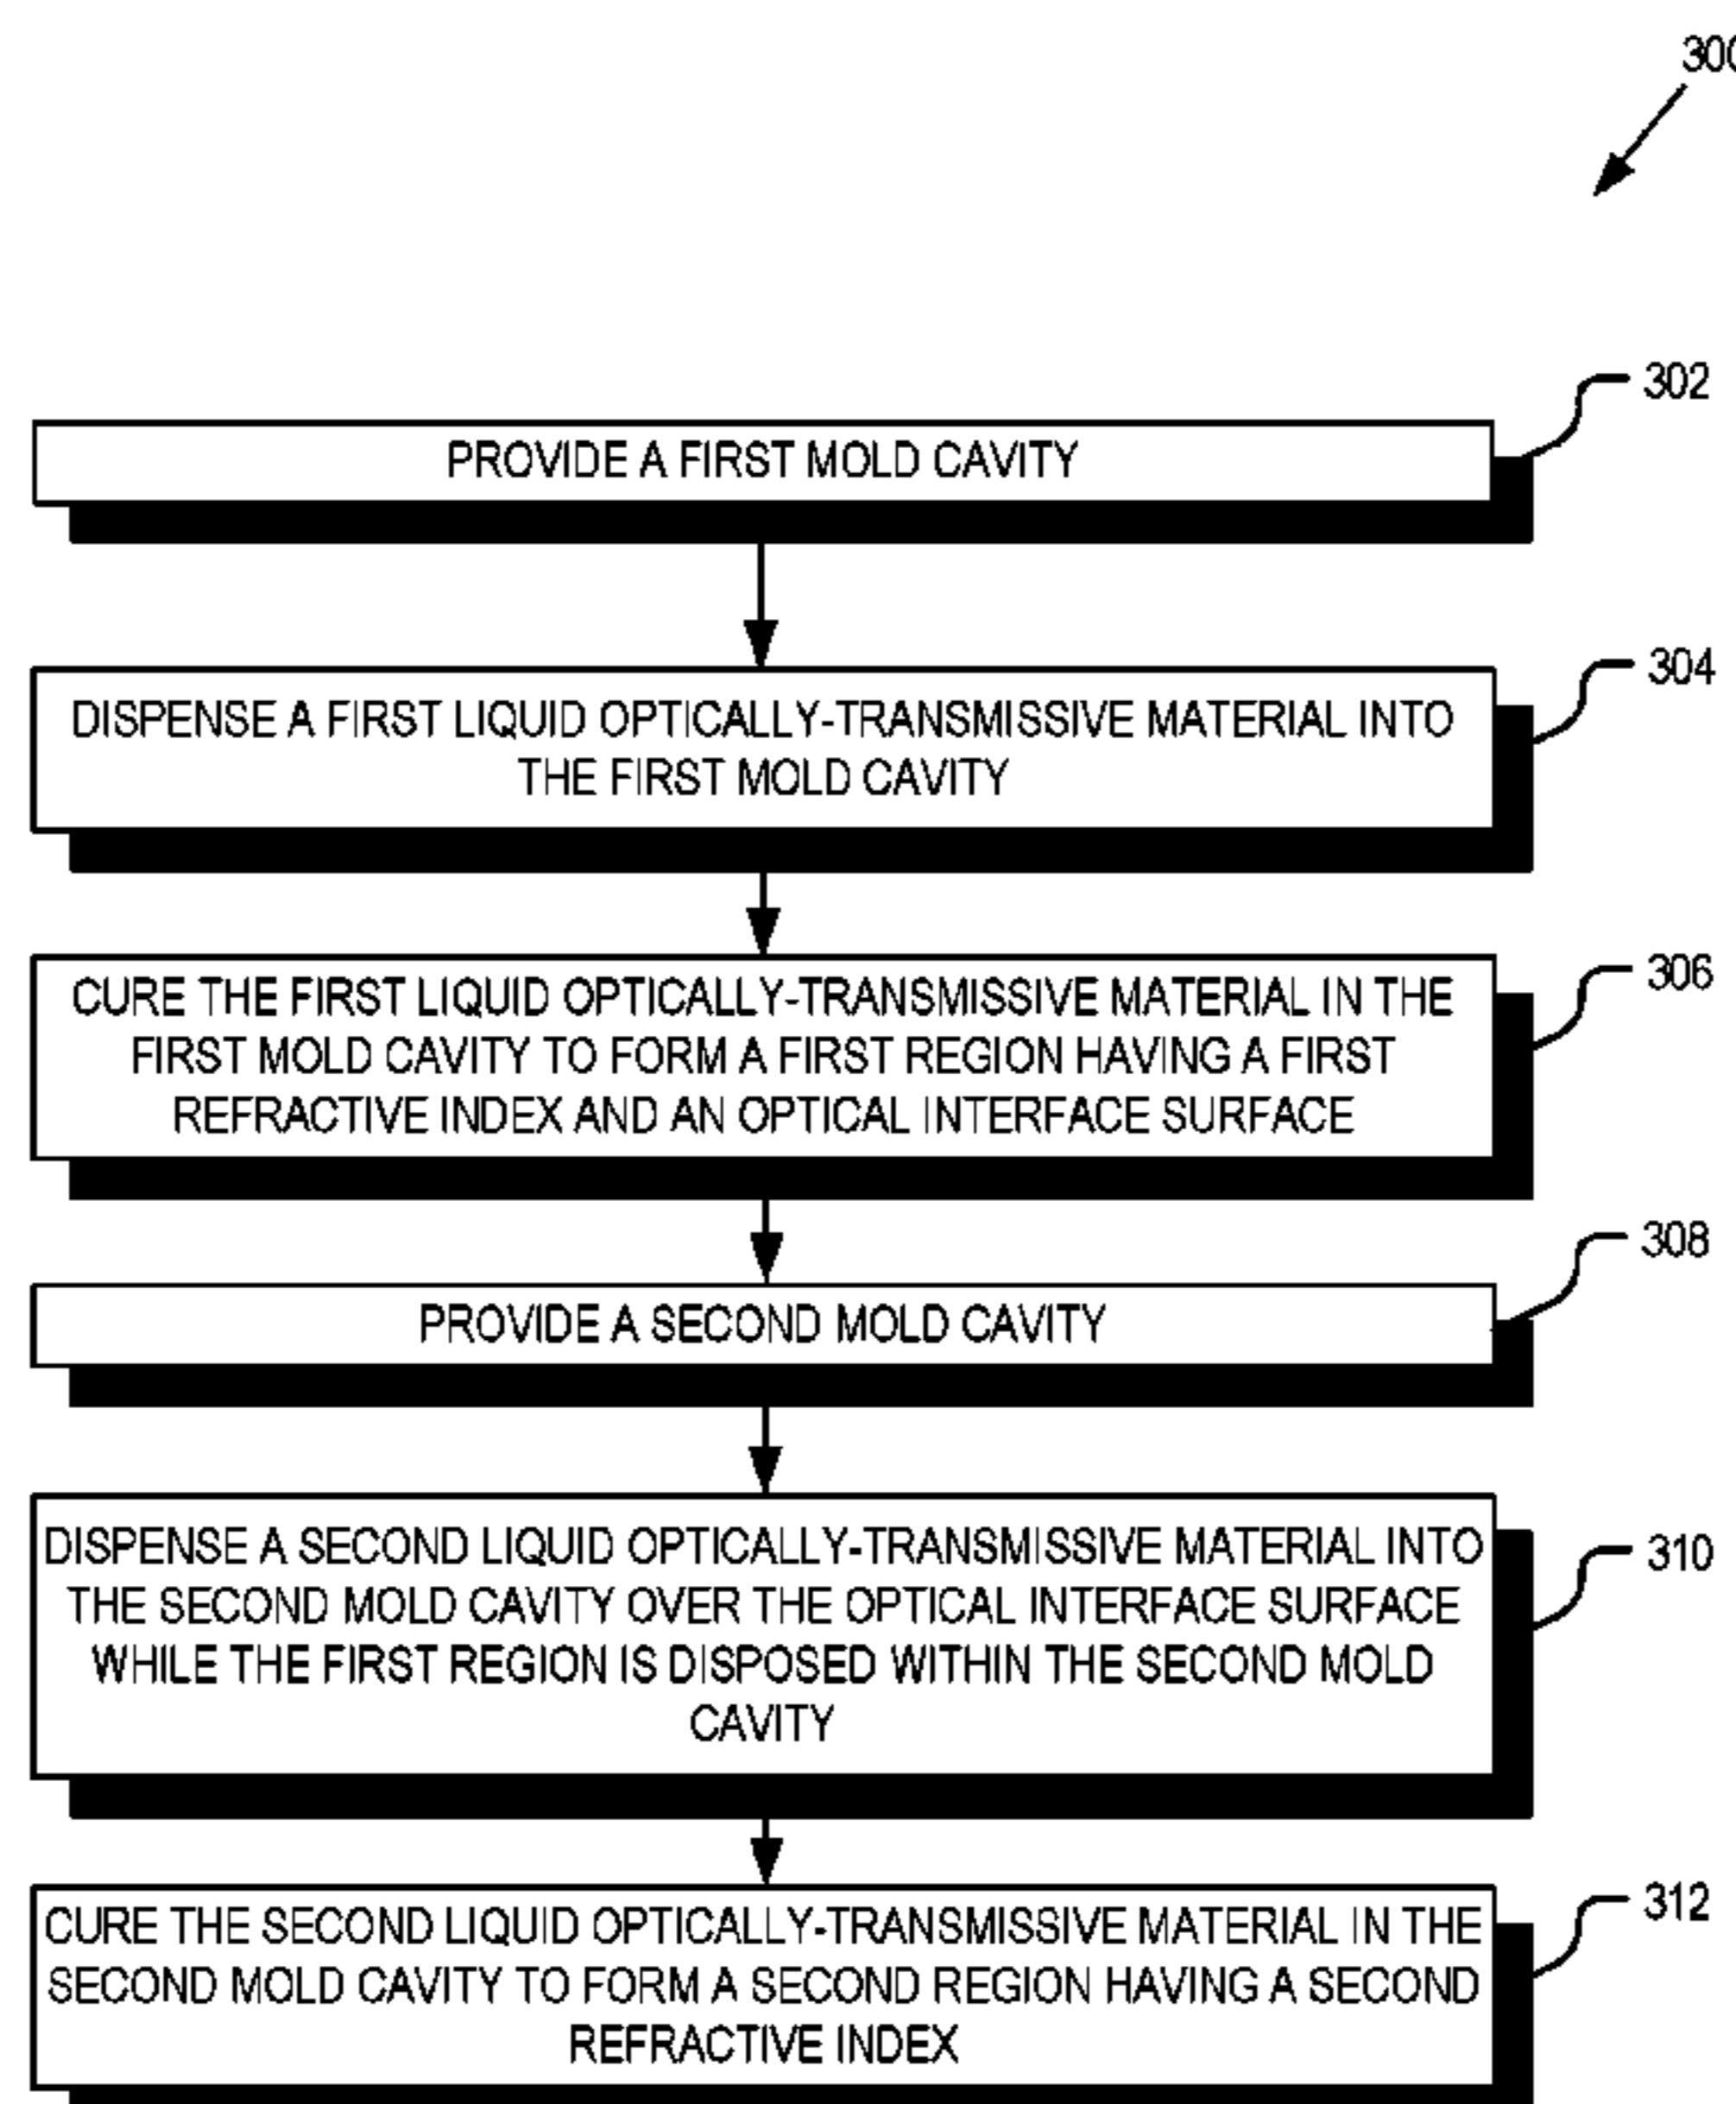 300
302
PROVIDE A FIRST MOLD CAVITY
304
DISPENSE A FIRST LIQUID OPTICALLY-TRANSMISSIVE MATERIAL INTO
THE FIRST MOLD CAVITY
306
CURE THE FIRST LIQUID OPTICALLY-TRANSMISSIVE MATERIAL IN THE
FIRST MOLD CAVITY TO FORM A FIRST REGION HAVING A FIRST
REFRACTIVE INDEX AND AN OPTICAL INTERFACE SURFACE
308
PROVIDE A SECOND MOLD CAVITY
310
DISPENSE A SECOND LIQUID OPTICALLY-TRANSMISSIVE MATERIAL INTO
THE SECOND MOLD CAVITY OVER THE OPTICAL INTERFACE SURFACE
WHILE THE FIRST REGION IS DISPOSED WITHIN THE SECOND MOLD
CAVITY
312
CURE THE SECOND LIQUID OPTICALLY-TRANSMISSIVE MATERIAL IN THE
SECOND MOLD CAVITY TO FORM A SECOND REGION HAVING A SECOND
REFRACTIVE INDEX